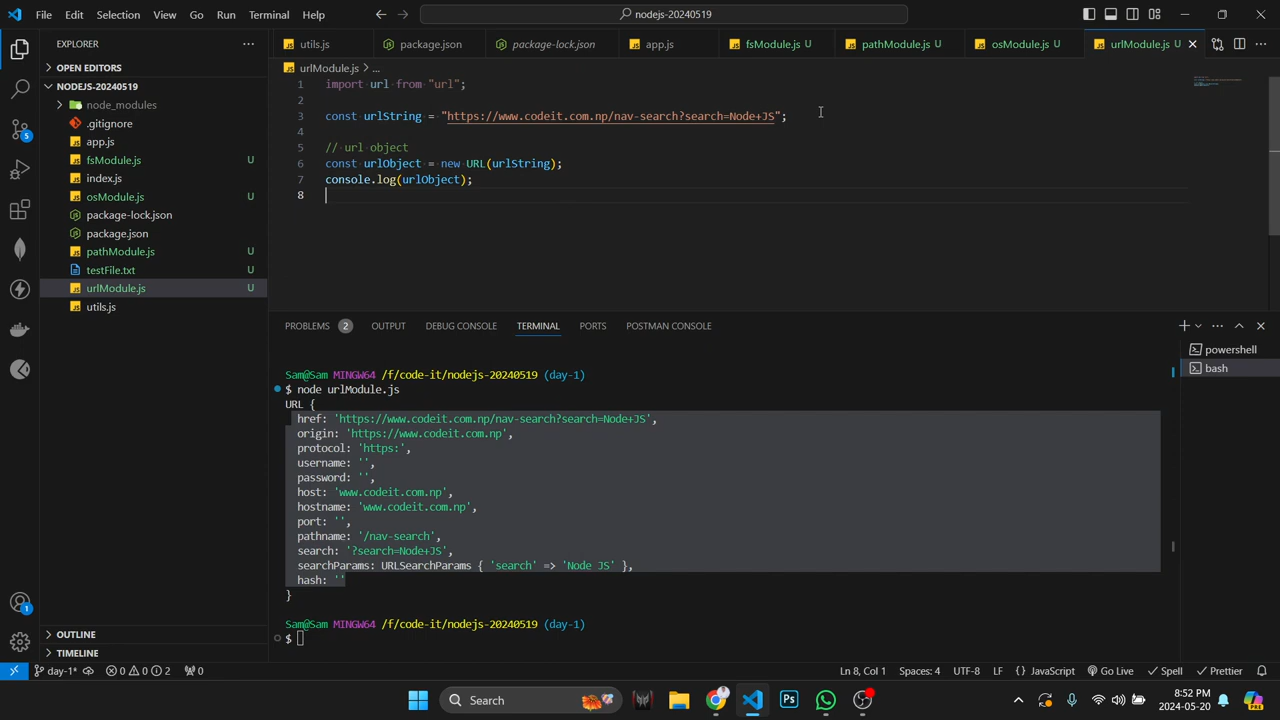 File Edit Selection View Go Run Terminal Help
nodejs-20240519
EXPLORER
OPEN EDITORS
NODEJS-20240519
node_modules
.gitignore
app.js
fsModule.js U
index.js
osModule.js U
package-lock.json
package.json
pathModule.js U
testFile.txt U
urlModule.js U
utils.js
OUTLINE
TIMELINE
5
1
utils.js package.json package-lock.json app.js fsModule.js U pathModule.js U osModule.js U urlModule.js U
urlModule.js > ...
1 import url from "url";
2
3 const urlString = "https://www.codeit.com.np/nav-search?search=Node+JS";
4
5 // url object
6 const urlObject = new URL(urlString);
7 console.log(urlObject);
8
PROBLEMS 2 OUTPUT DEBUG CONSOLE TERMINAL PORTS POSTMAN CONSOLE
powershell
bash
Sam@Sam MINGW64 /f/code-it/nodejs-20240519 (day-1)
$ node urlModule.js
URL {
href: 'https://www.codeit.com.np/nav-search?search=Node+JS',
origin: 'https://www.codeit.com.np',
protocol: 'https:',
username: '',
password: '',
host: 'www.codeit.com.np',
hostname: 'www.codeit.com.np',
port: '',
pathname: '/nav-search',
search: '?search=Node+JS',
searchParams: URLSearchParams { 'search' => 'Node JS' },
hash: ''
}
Sam@Sam MINGW64 /f/code-it/nodejs-20240519 (day-1)
$
day-1* 0 0 2 0 Ln 8, Col 1 Spaces: 4 UTF-8 LF {} JavaScript Go Live Spell Prettier
Search
Ps
8:52 PM
2024-05-20